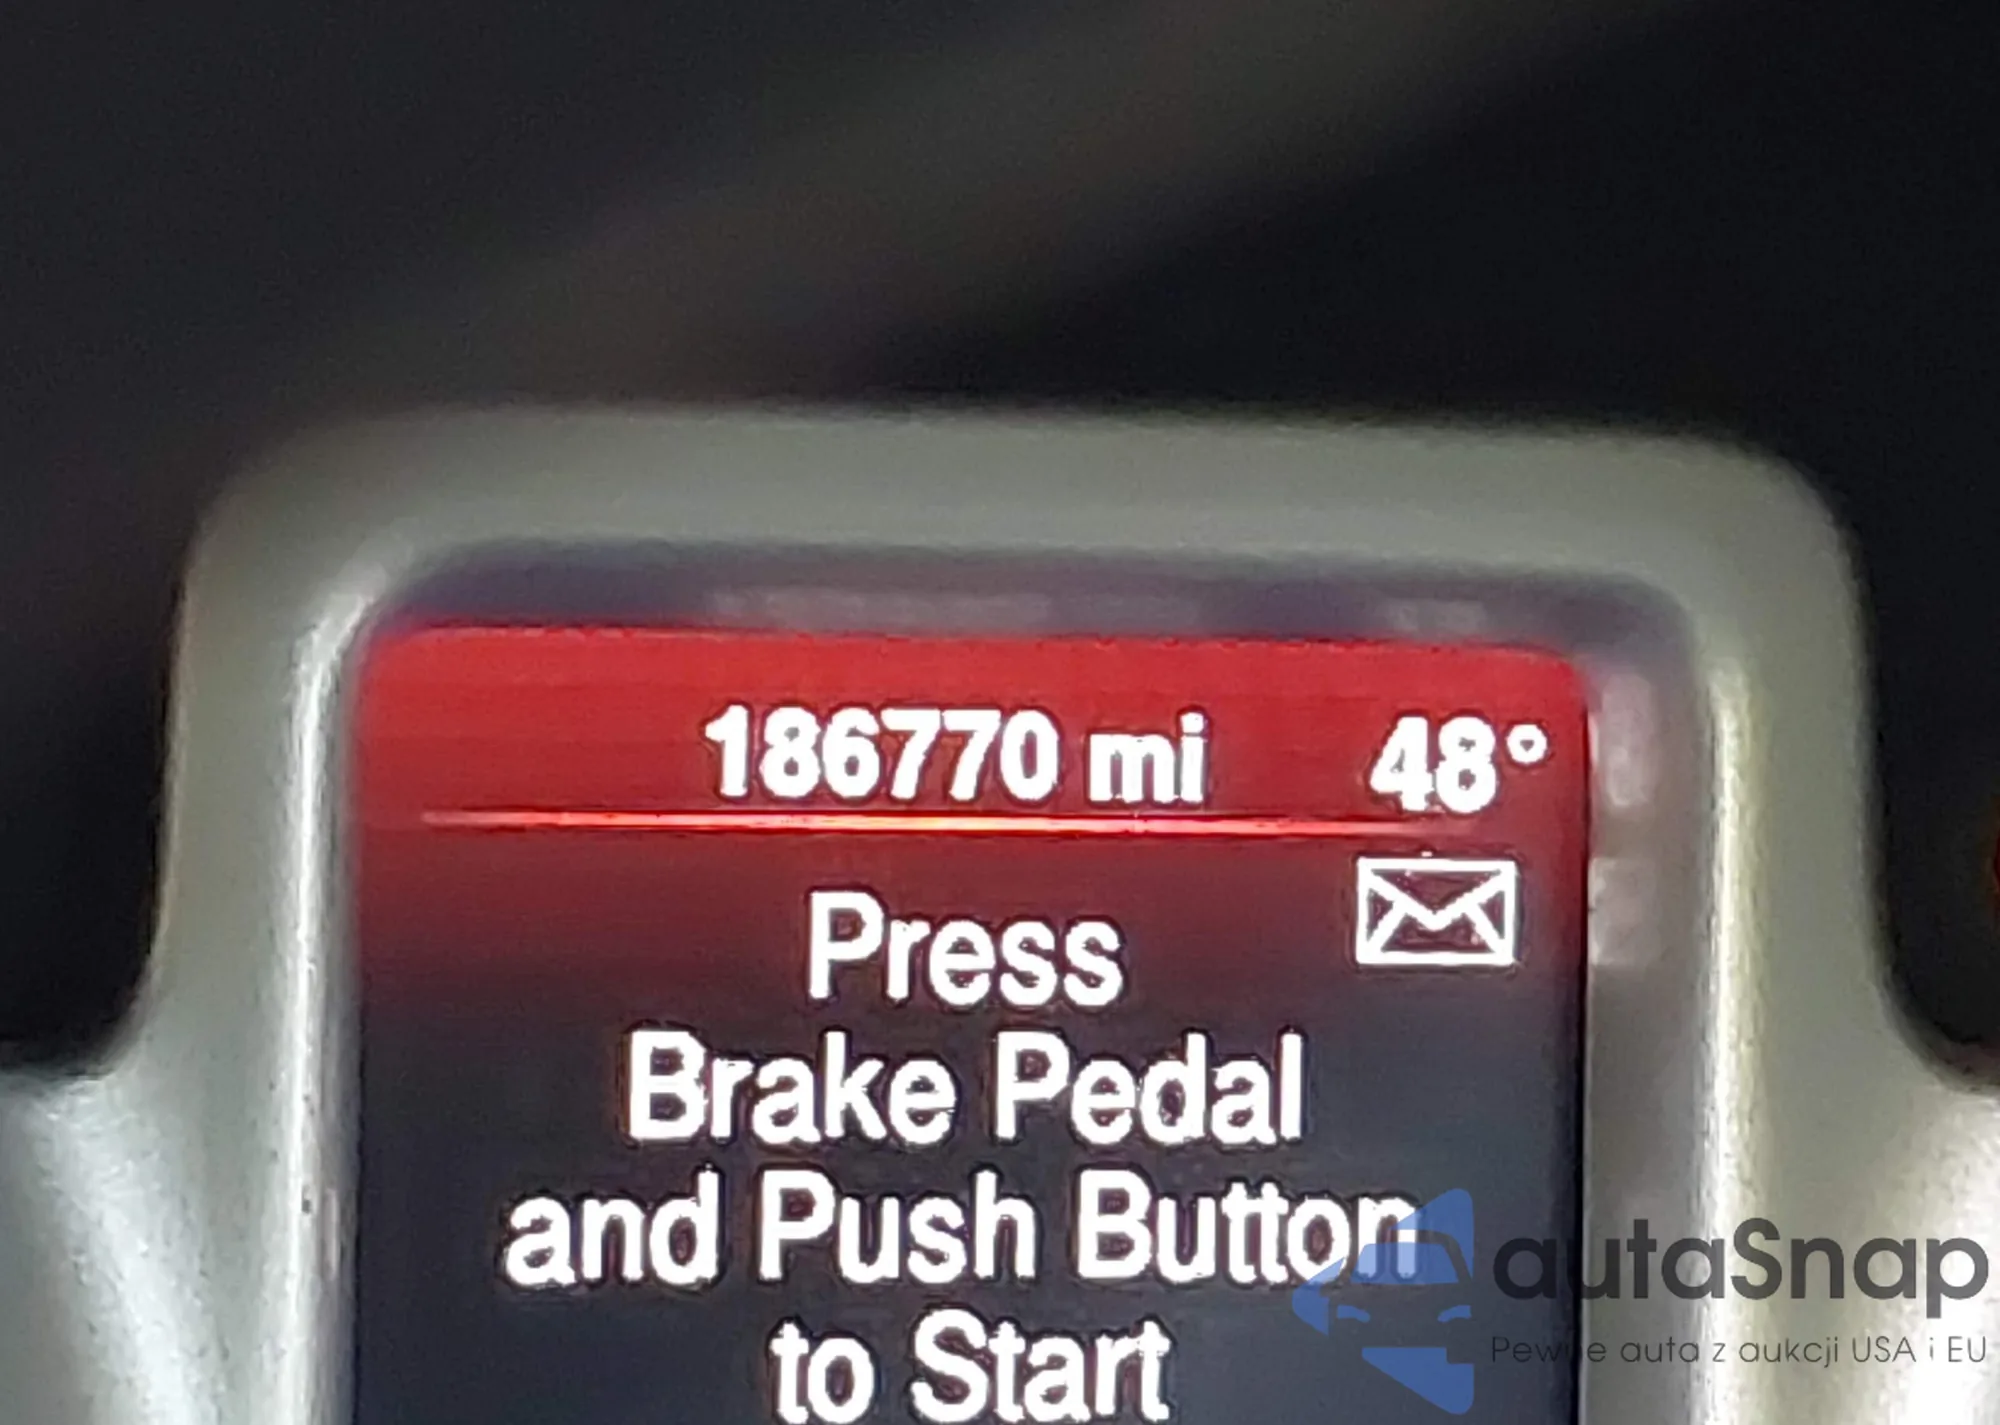 186770 mi 48°
Press
Brake Pedal
and Push Button
to Start
autaSnap
Pewne auta z aukcji USA i EU